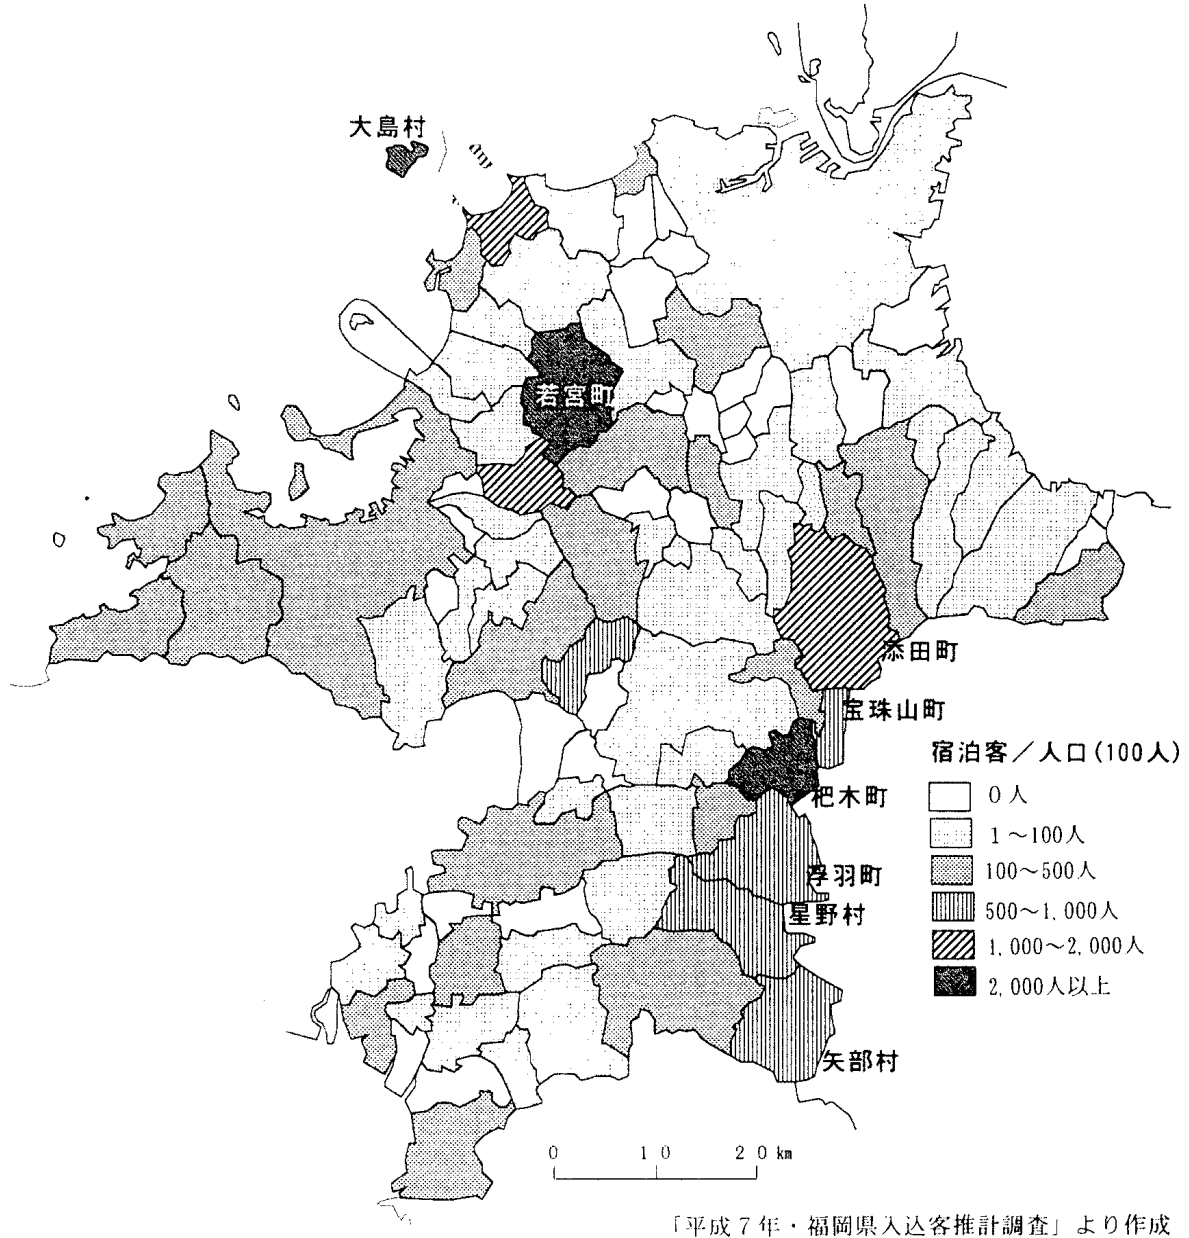 大島村
若宮町
添田町
宝珠山町
宿泊客／人口(100人)
杷木町
0人
1～100人
浮羽町
100～500人
星野村
500～1,000人
1,000～2,000人
2,000人以上
矢部村
0 10 20km
「平成7年・福岡県入込客推計調査」より作成